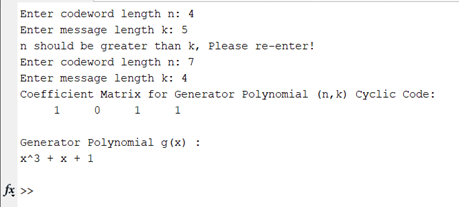 Enter codeword length n: 4
Enter message length k: 5
n should be greater than k, Please re-enter!
Enter codeword length n: 7
Enter message length k: 4
Coefficient Matrix for Generator Polynomial (n,k) Cyclic Code:
1 0 1 1
Generator Polynomial g(x) :
x^3 + x + 1
fx >>